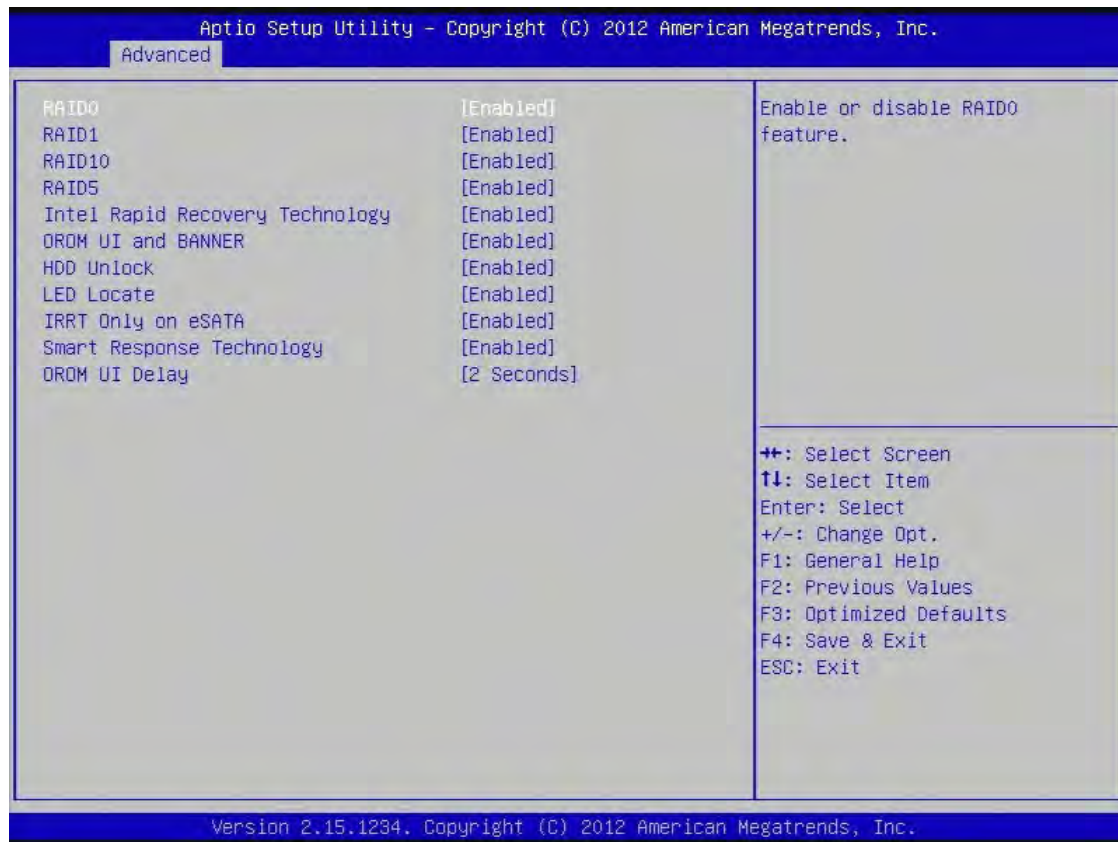 Aptio Setup Utility – Copyright (C) 2012 American Megatrends, Inc.
Advanced
RAID0 [Enabled]
RAID1 [Enabled]
RAID10 [Enabled]
RAID5 [Enabled]
Intel Rapid Recovery Technology [Enabled]
OROM UI and BANNER [Enabled]
HDD Unlock [Enabled]
LED Locate [Enabled]
IRRT Only on eSATA [Enabled]
Smart Response Technology [Enabled]
OROM UI Delay [2 Seconds]
Enable or disable RAID0
feature.
→←: Select Screen
↑↓: Select Item
Enter: Select
+/-: Change Opt.
F1: General Help
F2: Previous Values
F3: Optimized Defaults
F4: Save & Exit
ESC: Exit
Version 2.15.1234. Copyright (C) 2012 American Megatrends, Inc.